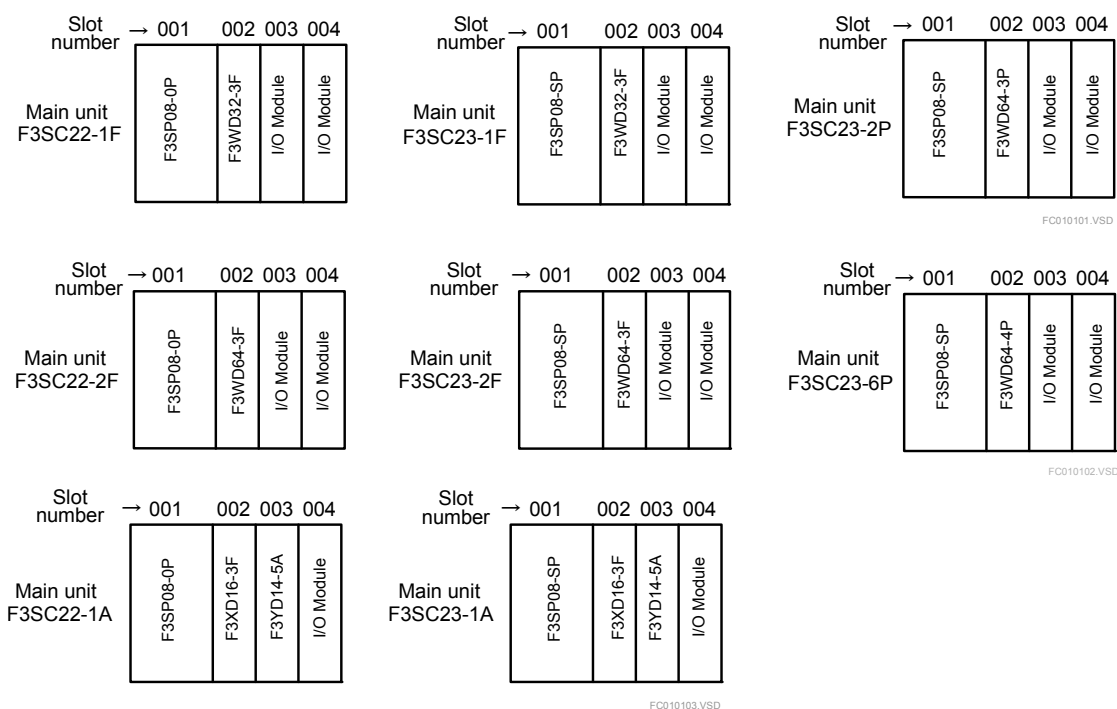 Slot number → 001 002 003 004
Main unit F3SC22-1F
F3SP08-0P
F3WD32-3F
I/O Module
I/O Module
Slot number → 001 002 003 004
Main unit F3SC23-1F
F3SP08-SP
F3WD32-3F
I/O Module
I/O Module
Slot number → 001 002 003 004
Main unit F3SC23-2P
F3SP08-SP
F3WD64-3P
I/O Module
I/O Module
FC010101.VSD
Slot number → 001 002 003 004
Main unit F3SC22-2F
F3SP08-0P
F3WD64-3F
I/O Module
I/O Module
Slot number → 001 002 003 004
Main unit F3SC23-2F
F3SP08-SP
F3WD64-3F
I/O Module
I/O Module
Slot number → 001 002 003 004
Main unit F3SC23-6P
F3SP08-SP
F3WD64-4P
I/O Module
I/O Module
FC010102.VSD
Slot number → 001 002 003 004
Main unit F3SC22-1A
F3SP08-0P
F3XD16-3F
F3YD14-5A
I/O Module
Slot number → 001 002 003 004
Main unit F3SC23-1A
F3SP08-SP
F3XD16-3F
F3YD14-5A
I/O Module
FC010103.VSD